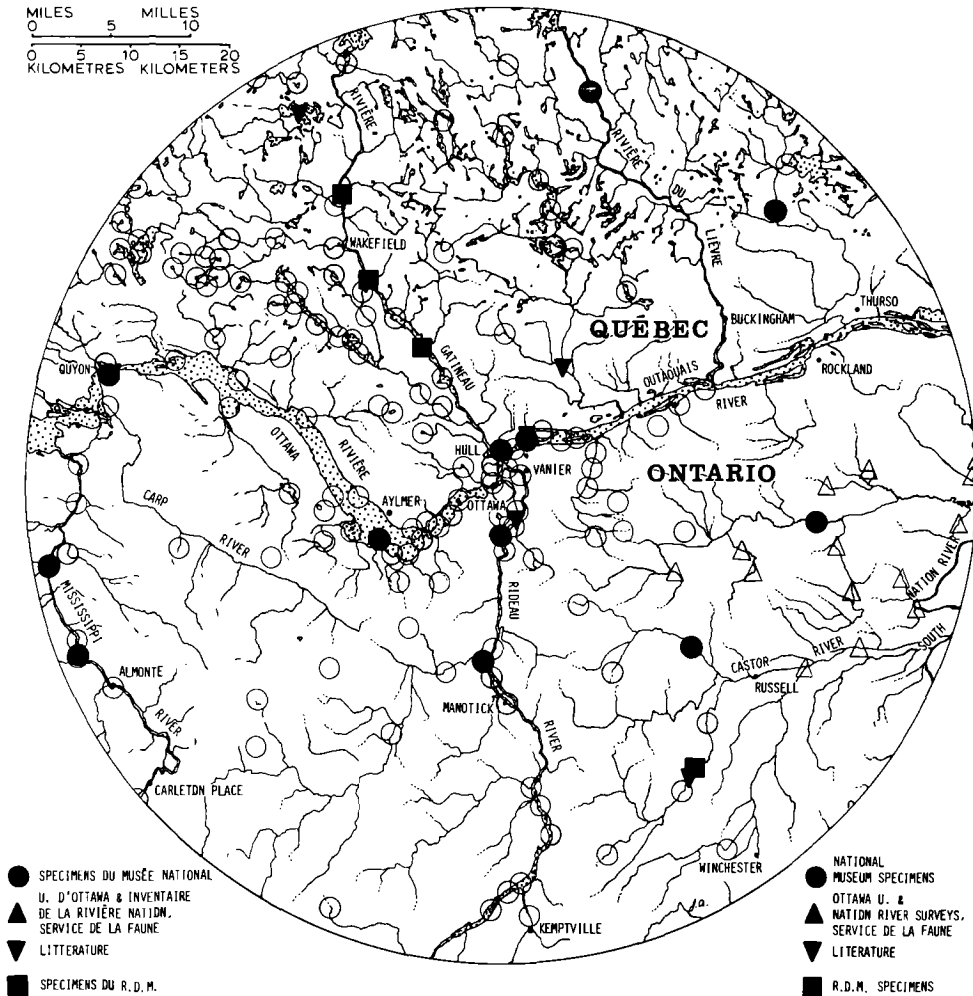 MILES MILLES
0 5 10
0 5 10 15 20
KILOMETRES KILOMETERS
RIVIÈRE
RIVIÈRE
DU
LIÈVRE
WAKEFIELD
THURSO
QUÉBEC
BUCKINGHAM
GATINEAU
OUTAOUAIS
ROCKLAND
QUYON
RIVER
OTTAWA
RIVIÈRE
HULL
VANIER
ONTARIO
AYLMER
OTTAWA
CARP
RIVER
NATION RIVER
MISSISSIPPI
RIDEAU
SOUTH
RIVER
CASTOR
RUSSELL
ALMONTE
MANOTICK
RIVER
RIVER
CARLETON PLACE
WINCHESTER
KEMPTVILLE
J.a.
SPECIMENS DU MUSÉE NATIONAL
U. D'OTTAWA & INVENTAIRE
DE LA RIVIÈRE NATION,
SERVICE DE LA FAUNE
LITTERATURE
SPECIMENS DU R.D.M.
NATIONAL
MUSEUM SPECIMENS
OTTAWA U. &
NATION RIVER SURVEYS,
SERVICE DE LA FAUNE
LITERATURE
R.D.M. SPECIMENS